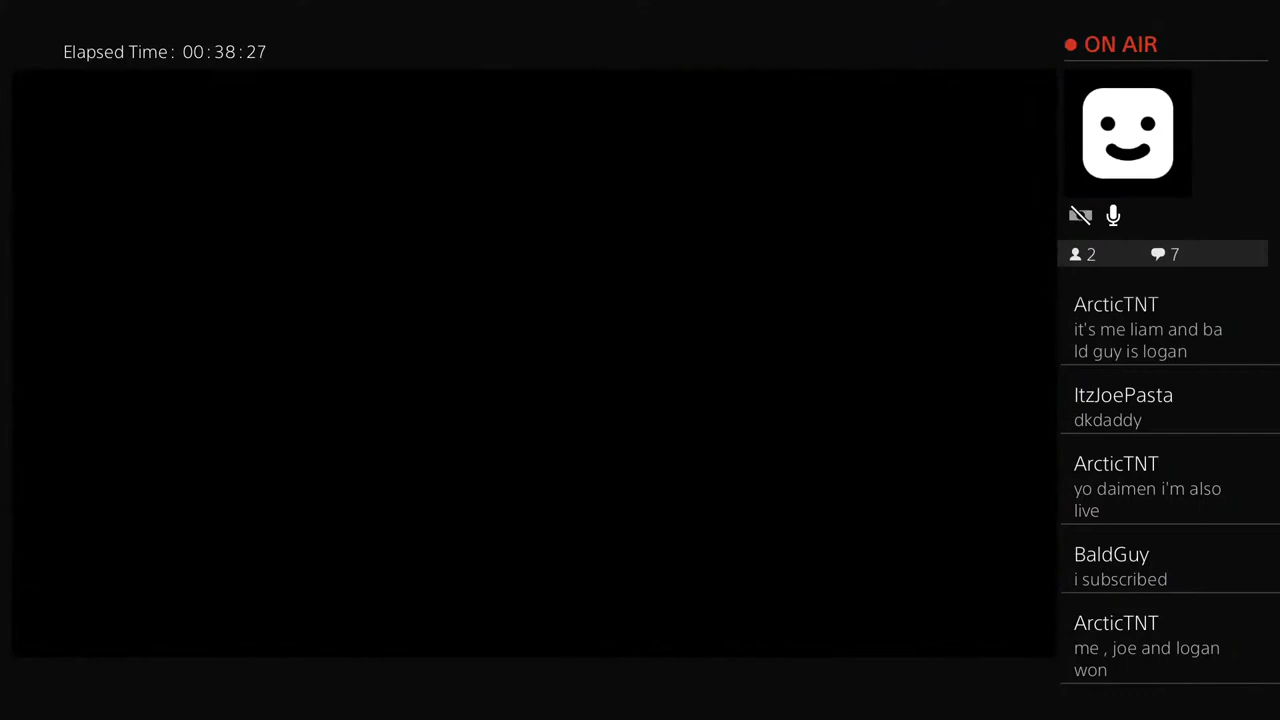 Elapsed Time: 00:38:27
ON AIR
2 7
ArcticTNT
it's me liam and ba
ld guy is logan
ItzJoePasta
dkdaddy
ArcticTNT
yo daimen i'm also
live
BaldGuy
i subscribed
ArcticTNT
me , joe and logan
won